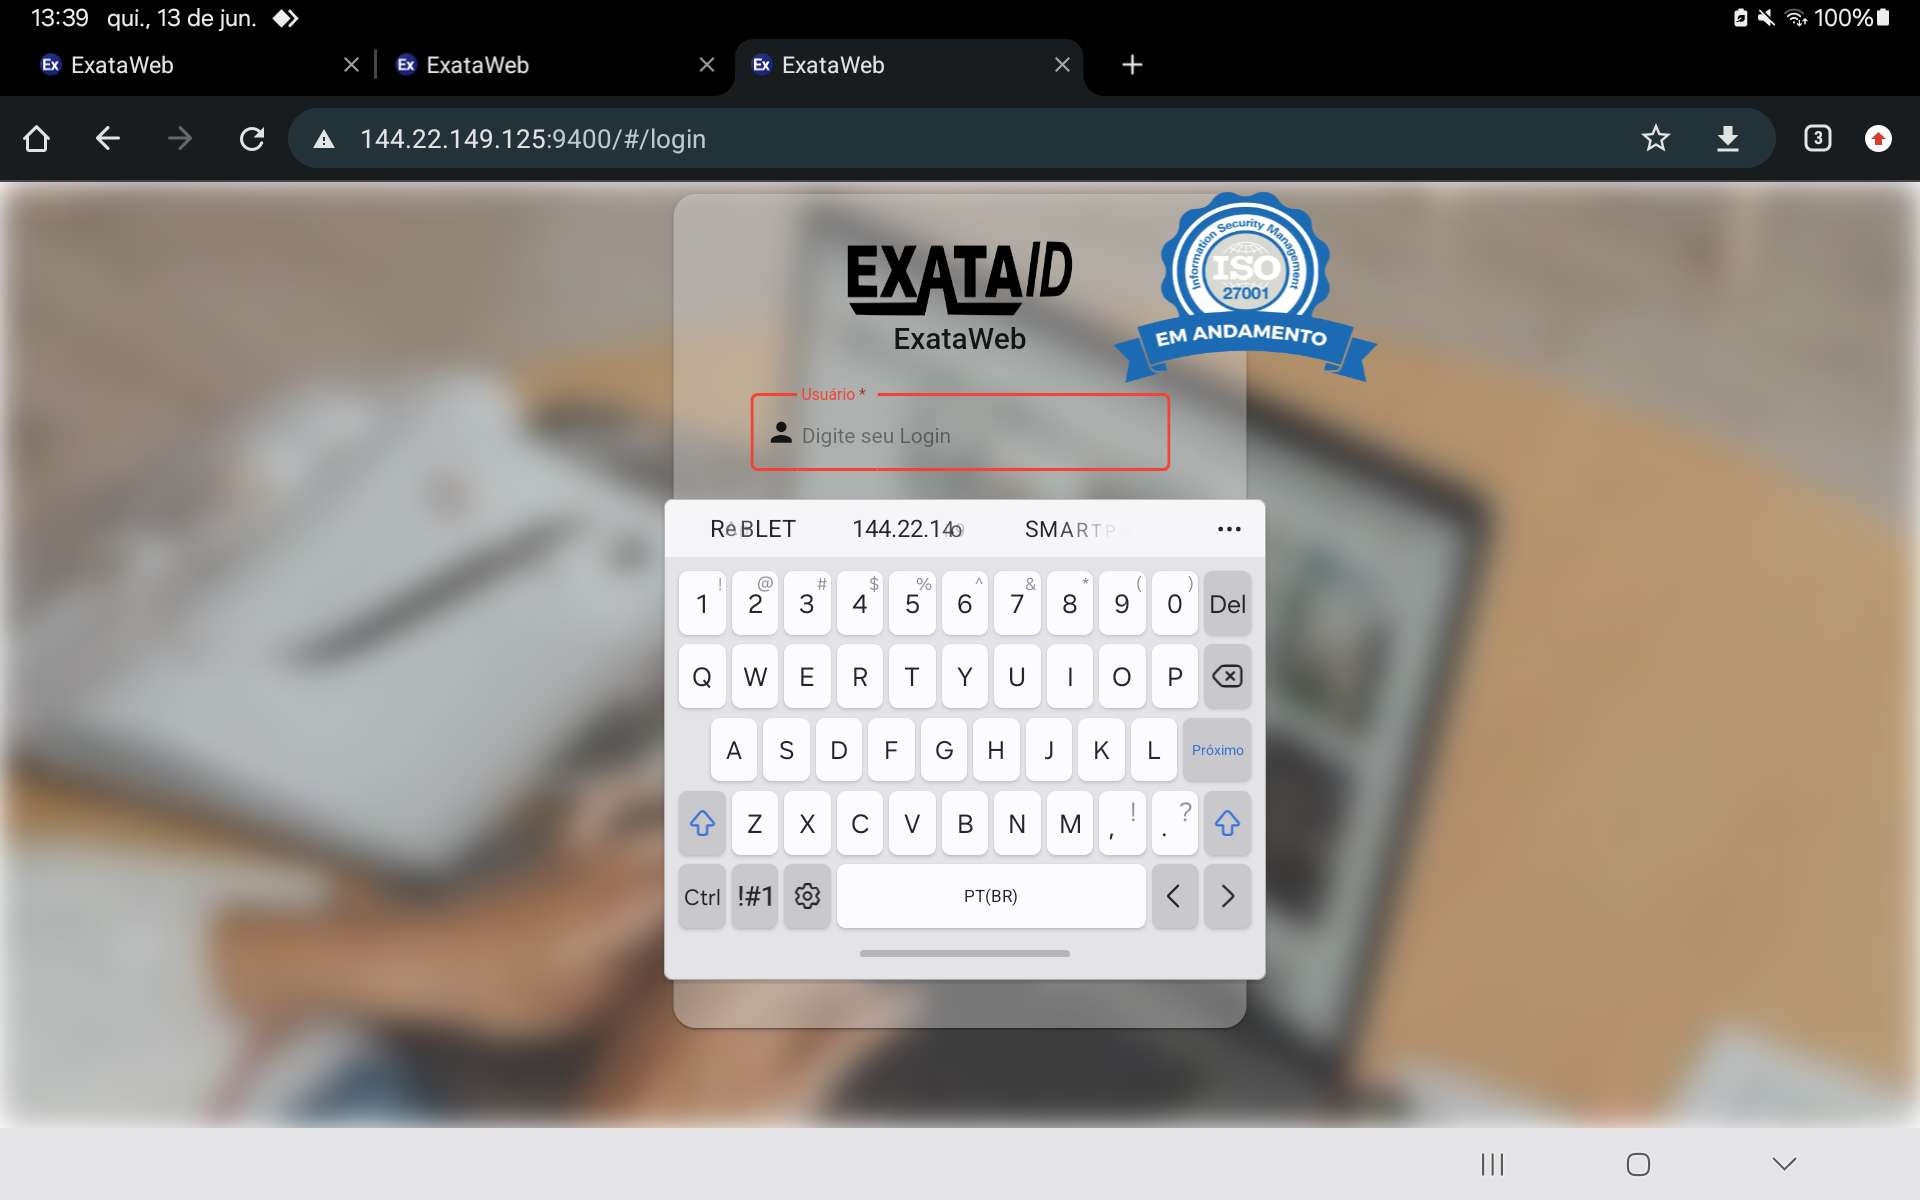 13:39 qui., 13 de jun. 100%
Ex ExataWeb
Ex ExataWeb
Ex ExataWeb
144.22.149.125:9400/#/login
3
EXATAID
ExataWeb
Information Security Management
ISO
27001
EM ANDAMENTO
Usuário *
Digite seu Login
144.22.14
1 ! 2 @ 3 # 4 $ 5 % 6 ^ 7 & 8 * 9 ( 0 ) Del
Q W E R T Y U I O P
A S D F G H J K L Próximo
Z X C V B N M , ! . ?
Ctrl !#1 PT(BR) < >